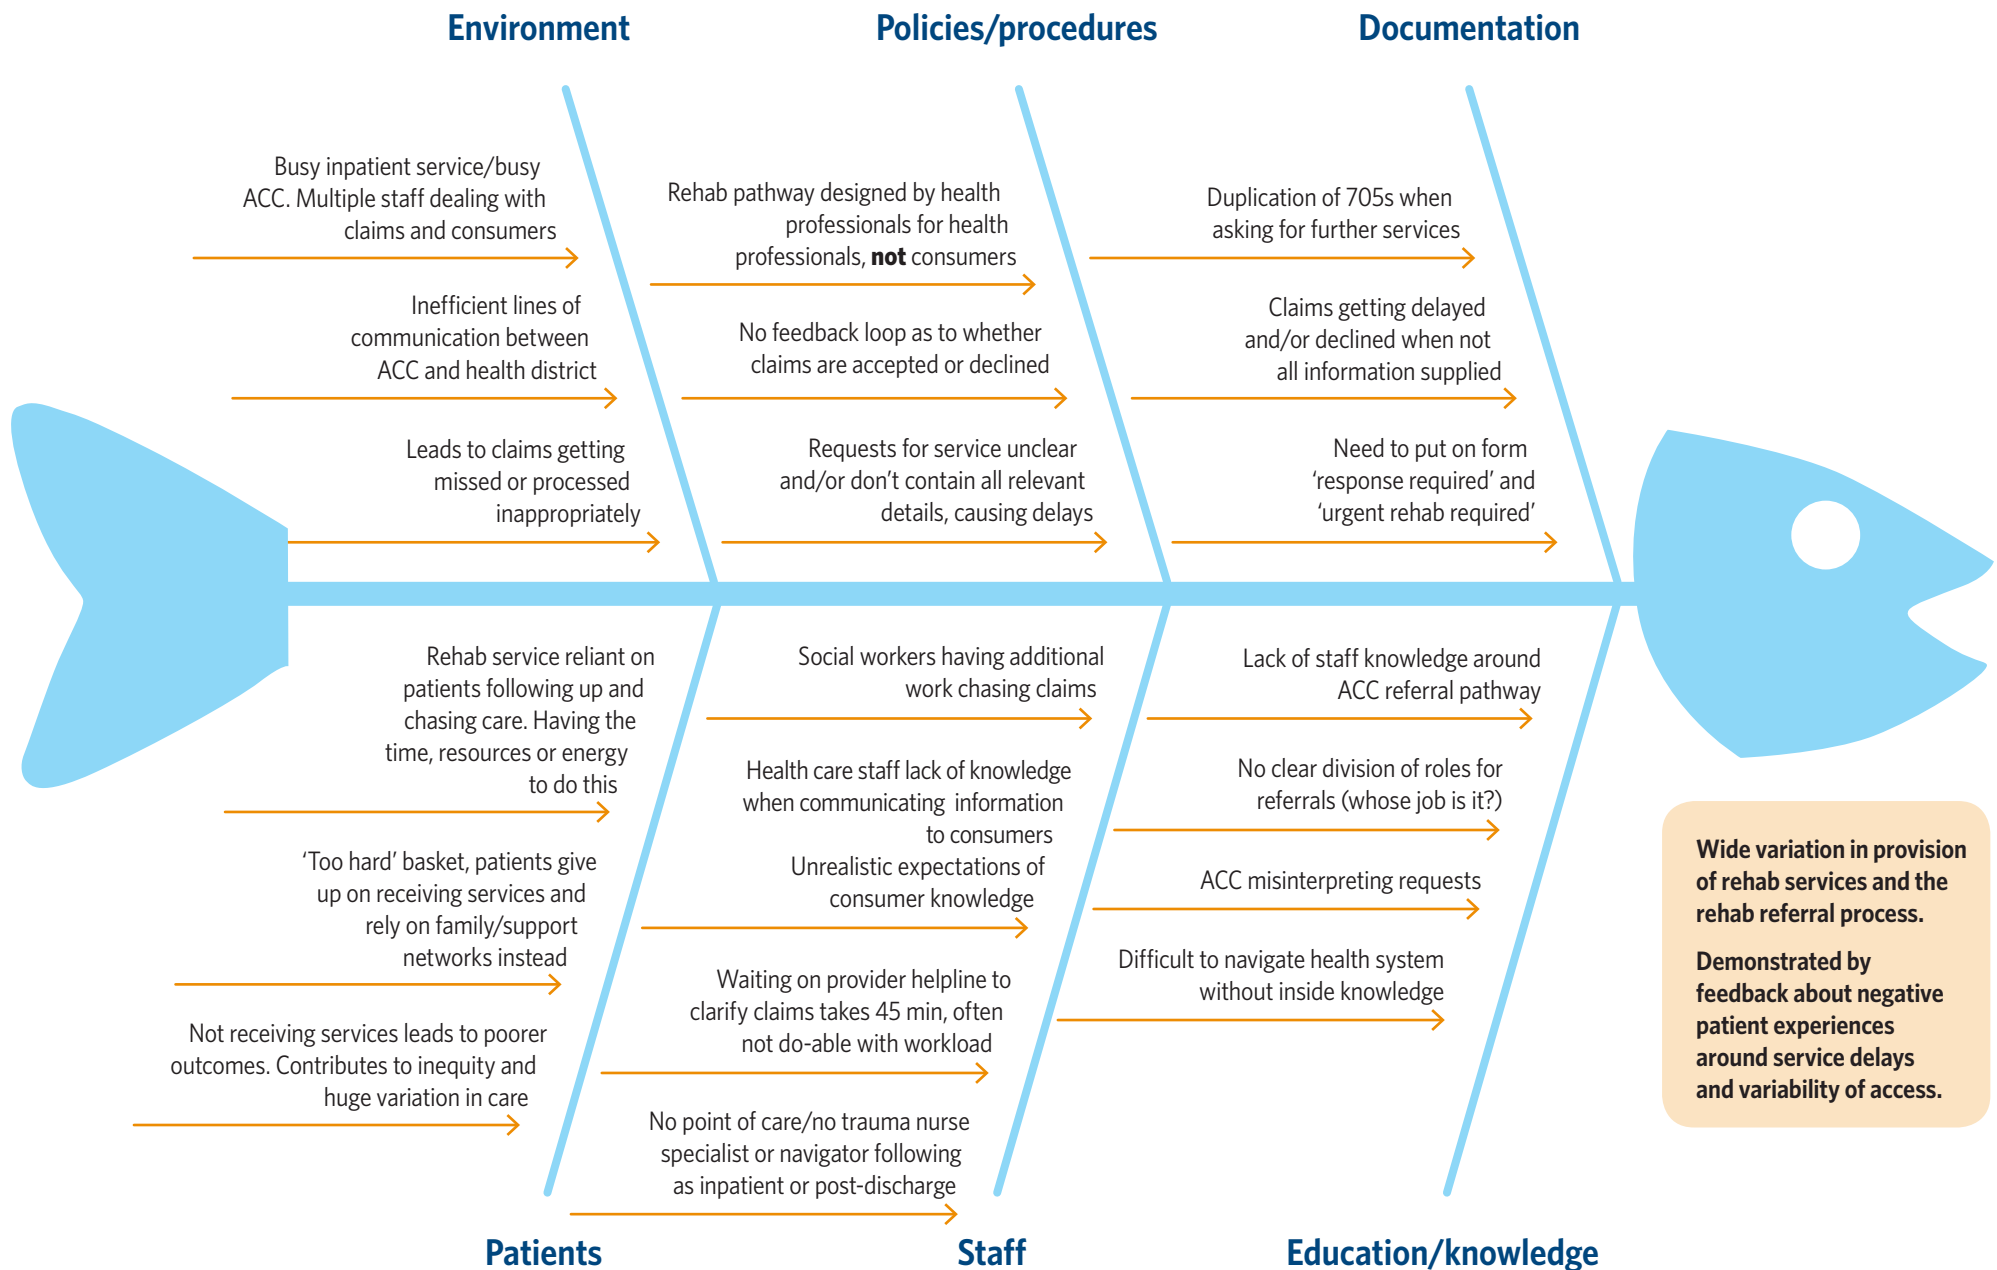 Environment
Policies/procedures
Documentation
Busy inpatient service/busy
ACC. Multiple staff dealing with
claims and consumers
Inefficient lines of
communication between
ACC and health district
Leads to claims getting
missed or processed
inappropriately
Rehab pathway designed by health
professionals for health
professionals, not consumers
No feedback loop as to whether
claims are accepted or declined
Requests for service unclear
and/or don’t contain all relevant
details, causing delays
Duplication of 705s when
asking for further services
Claims getting delayed
and/or declined when not
all information supplied
Need to put on form
‘response required’ and
‘urgent rehab required’
Rehab service reliant on
patients following up and
chasing care. Having the
time, resources or energy
to do this
‘Too hard’ basket, patients give
up on receiving services and
rely on family/support
networks instead
Not receiving services leads to poorer
outcomes. Contributes to inequity and
huge variation in care
Social workers having additional
work chasing claims
Health care staff lack of knowledge
when communicating information
to consumers
Unrealistic expectations of
consumer knowledge
Waiting on provider helpline to
clarify claims takes 45 min, often
not do-able with workload
No point of care/no trauma nurse
specialist or navigator following
as inpatient or post-discharge
Lack of staff knowledge around
ACC referral pathway
No clear division of roles for
referrals (whose job is it?)
ACC misinterpreting requests
Difficult to navigate health system
without inside knowledge
Wide variation in provision
of rehab services and the
rehab referral process.
Demonstrated by
feedback about negative
patient experiences
around service delays
and variability of access.
Patients
Staff
Education/knowledge